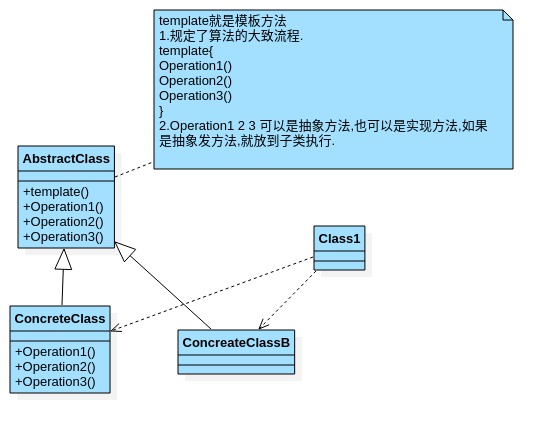 template就是模板方法
1.规定了算法的大致流程.
template{
Operation1()
Operation2()
Operation3()
}
2.Operation1 2 3 可以是抽象方法,也可以是实现方法,如果
是抽象发方法,就放到子类执行.
AbstractClass
+template()
+Operation1()
+Operation2()
+Operation3()
Class1
ConcreteClass
+Operation1()
+Operation2()
+Operation3()
ConcreateClassB